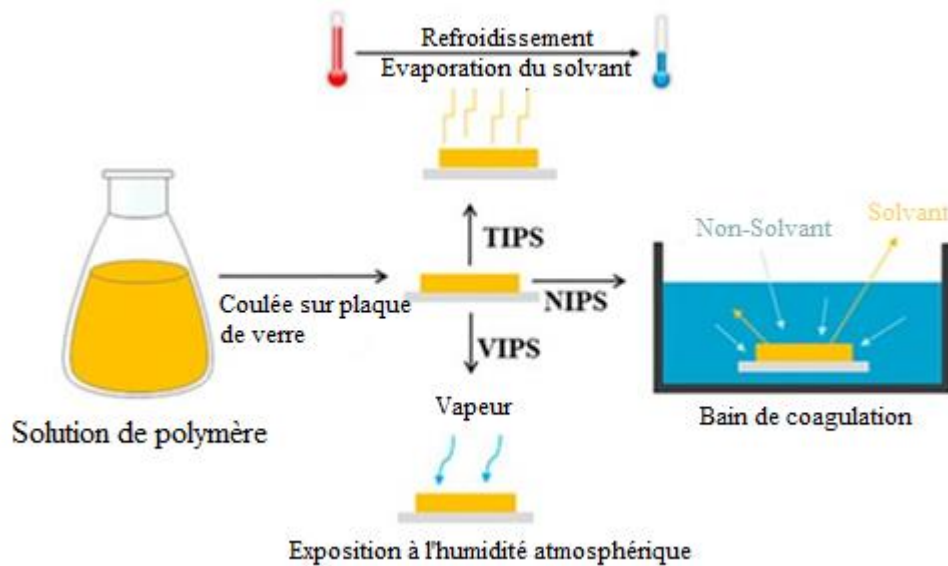 Refroidissement
Evaporation du solvant
TIPS
Solvant
Non-Solvant
Coulée sur plaque
de verre
NIPS
VIPS
Vapeur
Bain de coagulation
Solution de polymère
Exposition à l'humidité atmosphérique